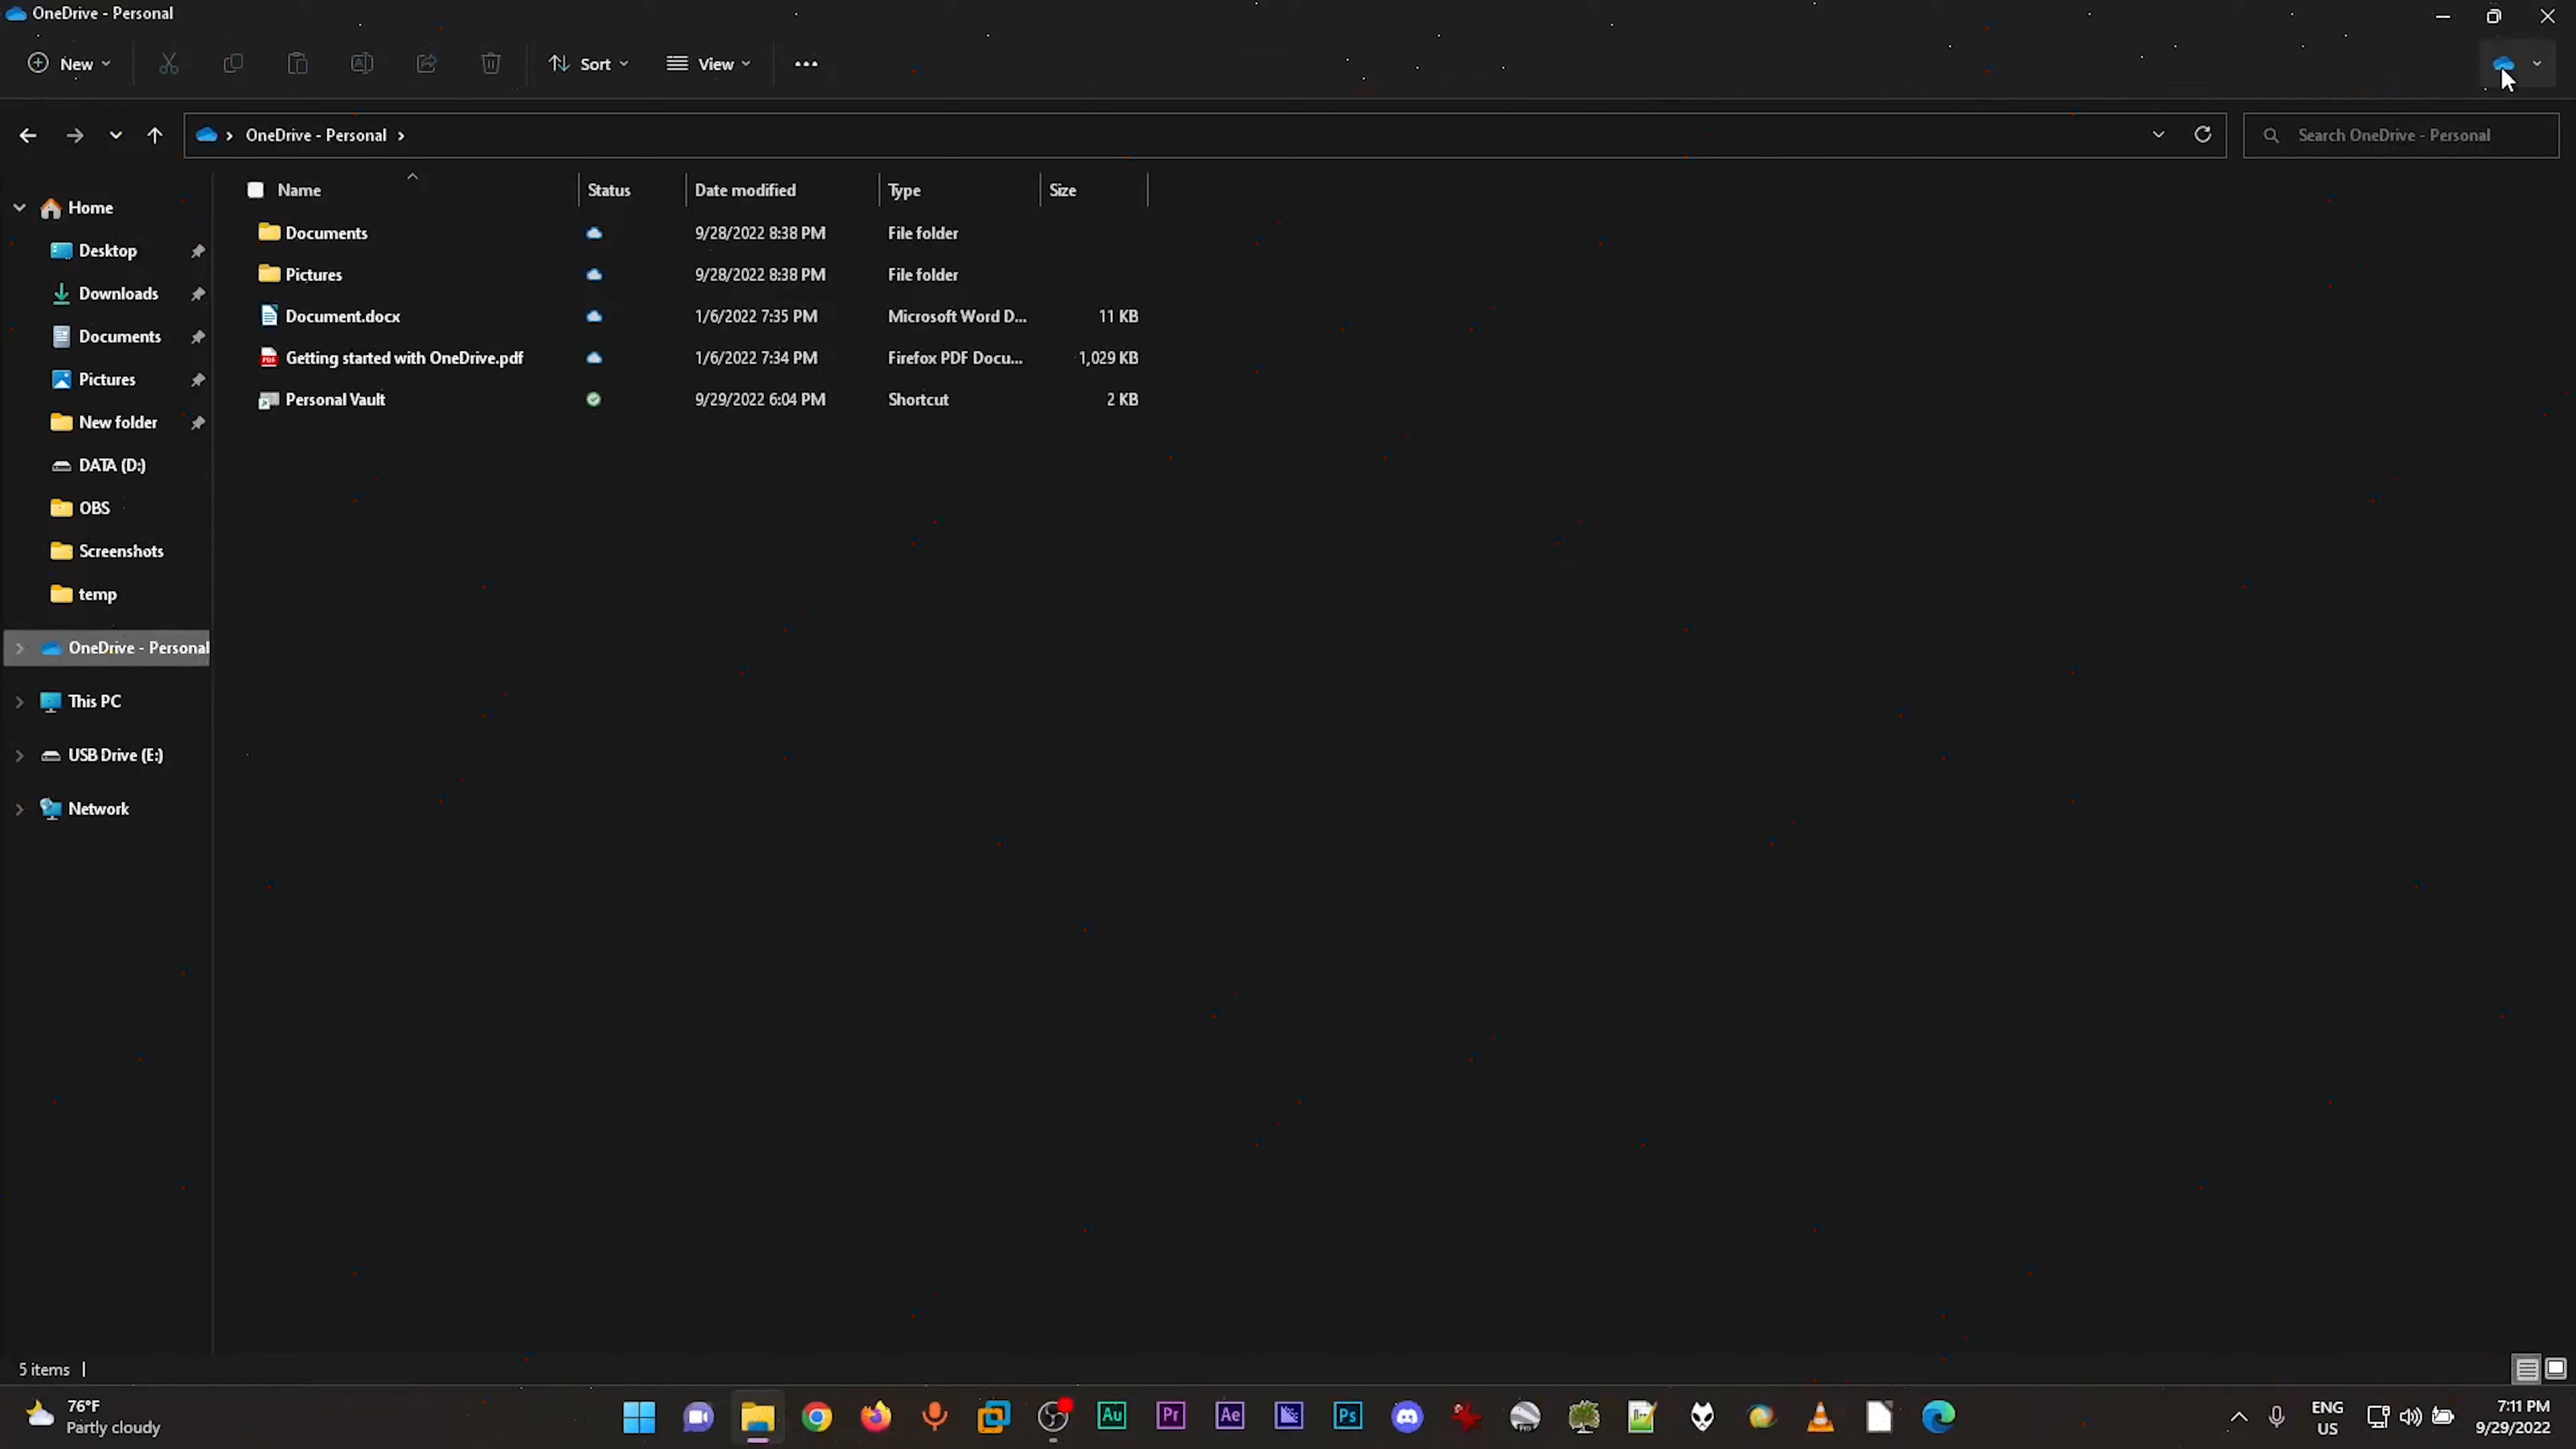 OneDrive - Personal
New
Sort
View
OneDrive - Personal
Search OneDrive - Personal
Name Status Date modified Type Size
Documents 9/28/2022 8:38 PM File folder
Pictures 9/28/2022 8:38 PM File folder
Document.docx 1/6/2022 7:35 PM Microsoft Word D... 11 KB
Getting started with OneDrive.pdf 1/6/2022 7:34 PM Firefox PDF Docu... 1,029 KB
Personal Vault 9/29/2022 6:04 PM Shortcut 2 KB
Home
Desktop
Downloads
Documents
Pictures
New folder
DATA (D:)
OBS
Screenshots
temp
OneDrive - Personal
This PC
USB Drive (E:)
Network
5 items
76°F
Partly cloudy
Au
Pr
Ae
Ps
ENG
US
7:11 PM
9/29/2022